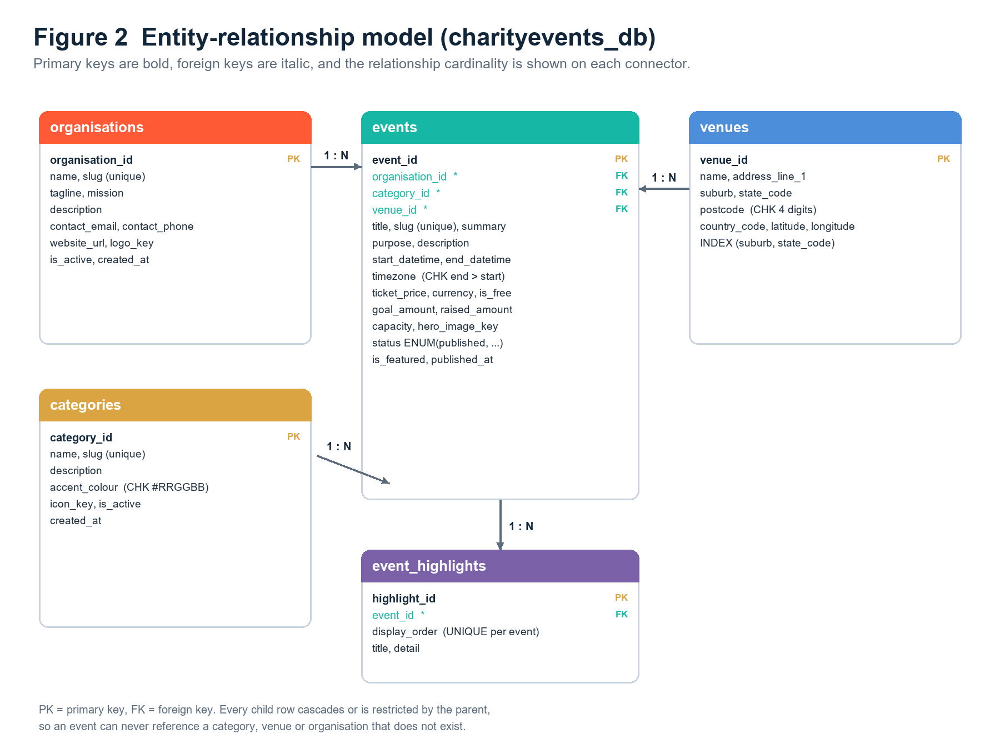 Figure 2  Entity-relationship model (charityevents_db)
Primary keys are bold, foreign keys are italic, and the relationship cardinality is shown on each connector.
organisations
organisation_id PK
name, slug (unique)
tagline, mission
description
contact_email, contact_phone
website_url, logo_key
is_active, created_at
1 : N
events
event_id PK
organisation_id * FK
category_id * FK
venue_id * FK
title, slug (unique), summary
purpose, description
start_datetime, end_datetime
timezone (CHK end > start)
ticket_price, currency, is_free
goal_amount, raised_amount
capacity, hero_image_key
status ENUM(published, ...)
is_featured, published_at
1 : N
venues
venue_id PK
name, address_line_1
suburb, state_code
postcode (CHK 4 digits)
country_code, latitude, longitude
INDEX (suburb, state_code)
categories
category_id PK
name, slug (unique)
description
accent_colour (CHK #RRGGBB)
icon_key, is_active
created_at
1 : N
1 : N
event_highlights
highlight_id PK
event_id * FK
display_order (UNIQUE per event)
title, detail
PK = primary key, FK = foreign key. Every child row cascades or is restricted by the parent,
so an event can never reference a category, venue or organisation that does not exist.